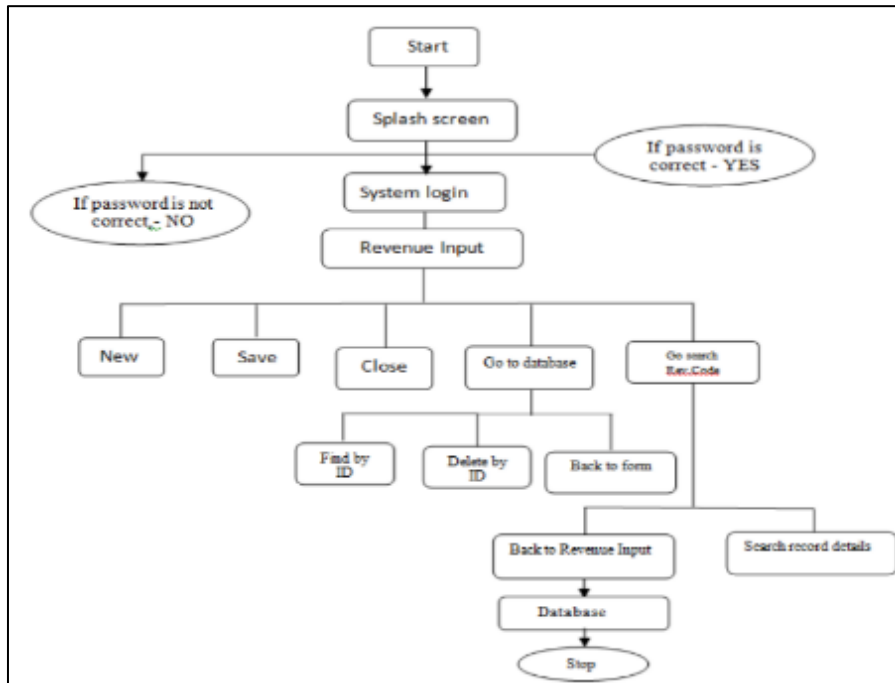 Start
Splash screen
If password is
correct - YES
System login
If password is not
correct,- NO
Revenue Input
New
Save
Close
Go to database
Go search
Rev.Code
Find by
ID
Delete by
ID
Back to form
Back to Revenue Input
Search record details
Database
Stop